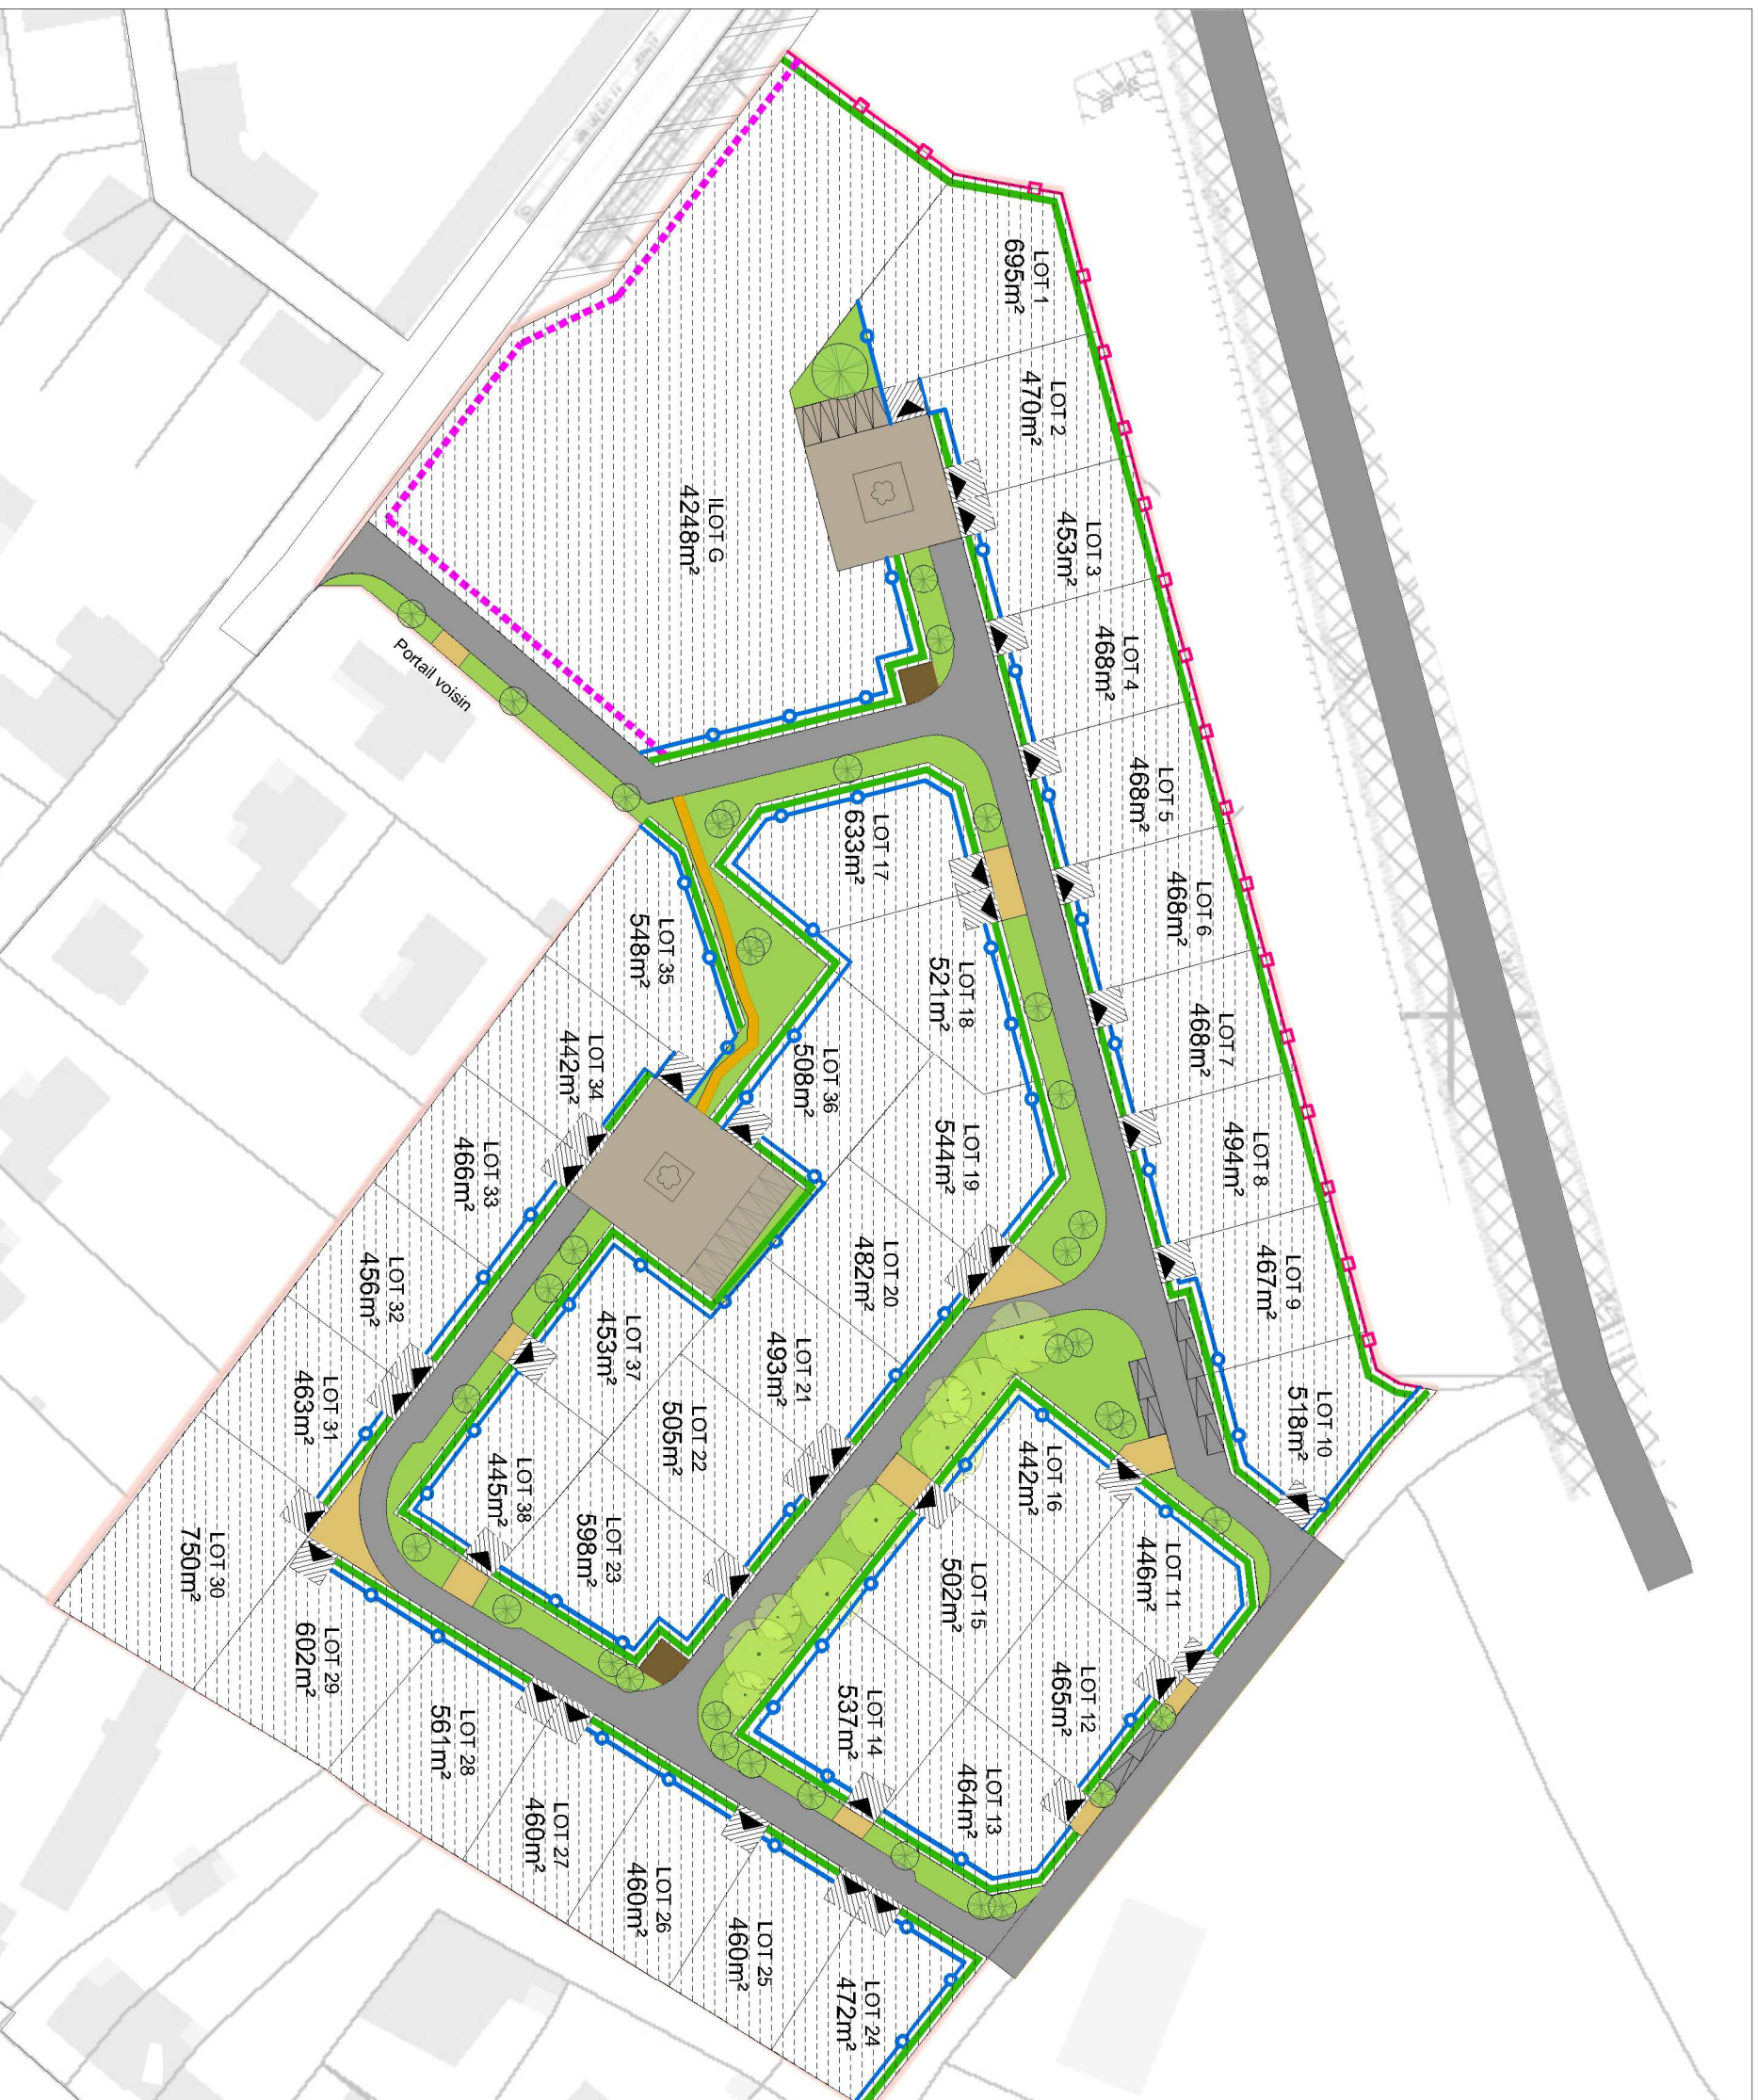 LOT 1
695m²
LOT 2
470m²
LOT 3
453m²
LOT 4
468m²
LOT 5
468m²
LOT 6
468m²
LOT 7
468m²
LOT 8
494m²
LOT 9
467m²
LOT 10
518m²
LOT 11
446m²
LOT 12
465m²
LOT 13
464m²
LOT 14
537m²
LOT 15
502m²
LOT 16
442m²
LOT 17
633m²
LOT 18
521m²
LOT 19
544m²
LOT 20
482m²
LOT 21
493m²
LOT 22
505m²
LOT 23
598m²
LOT 24
472m²
LOT 25
460m²
LOT 26
460m²
LOT 27
460m²
LOT 28
561m²
LOT 29
602m²
LOT 30
750m²
LOT 31
463m²
LOT 32
456m²
LOT 33
466m²
LOT 34
442m²
LOT 35
548m²
LOT 36
508m²
LOT 37
453m²
LOT 38
445m²
ILOT G
4248m²
Portail voisin